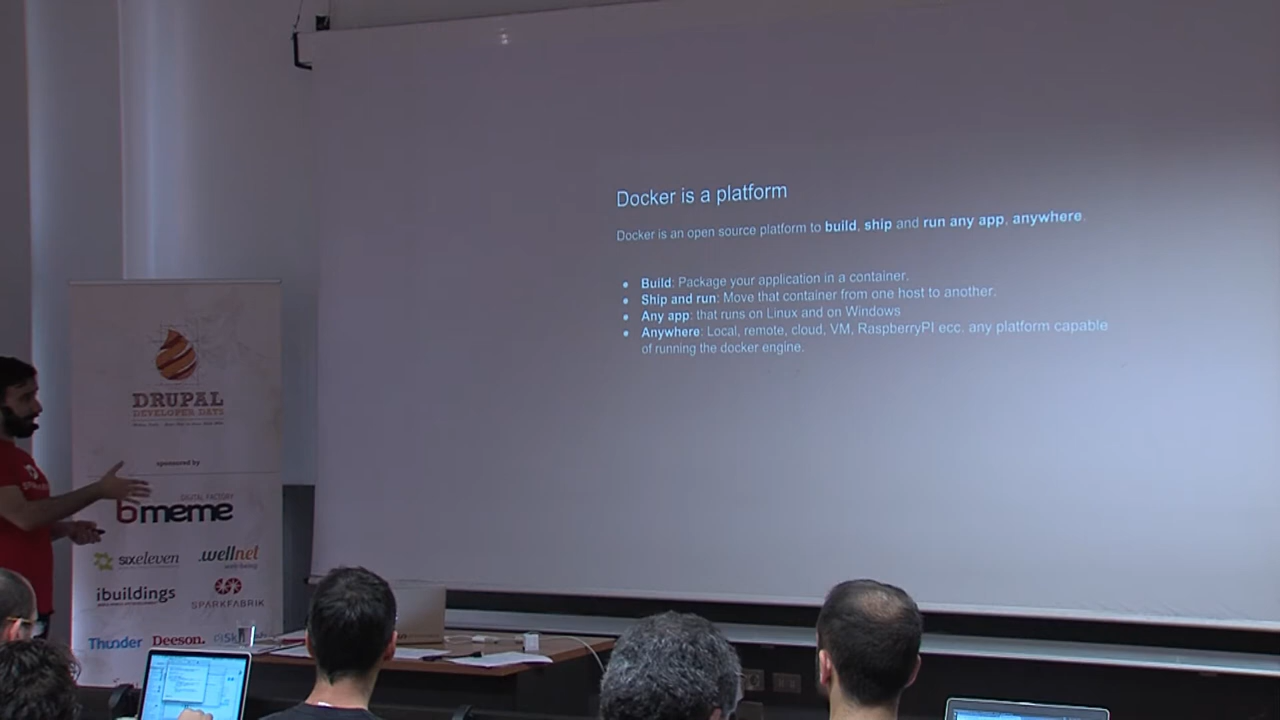 Docker is a platform
Docker is an open source platform to build, ship and run any app, anywhere.
Build: Package your application in a container.
Ship and run: Move that container from one host to another.
Any app: that runs on Linux and on Windows
Anywhere: Local, remote, cloud, VM, RaspberryPI ecc. any platform capable
of running the docker engine.
DRUPAL
DEVELOPER DAYS
sponsored by
DIGITAL FACTORY
bmeme
sixeleven
.wellnet
ibuildings
SPARKFABRIK
Thunder
Deeson.